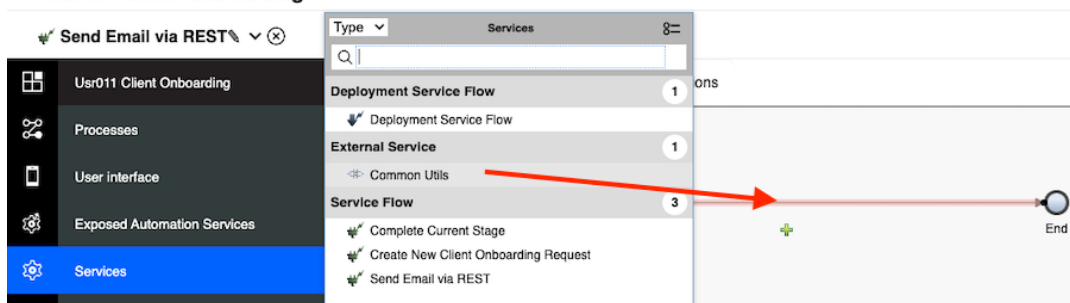 Send Email via REST
Type
Services
Usr011 Client Onboarding
Processes
User interface
Exposed Automation Services
Services
Deployment Service Flow
1
Deployment Service Flow
External Service
1
Common Utils
Service Flow
3
Complete Current Stage
Create New Client Onboarding Request
Send Email via REST
ons
End